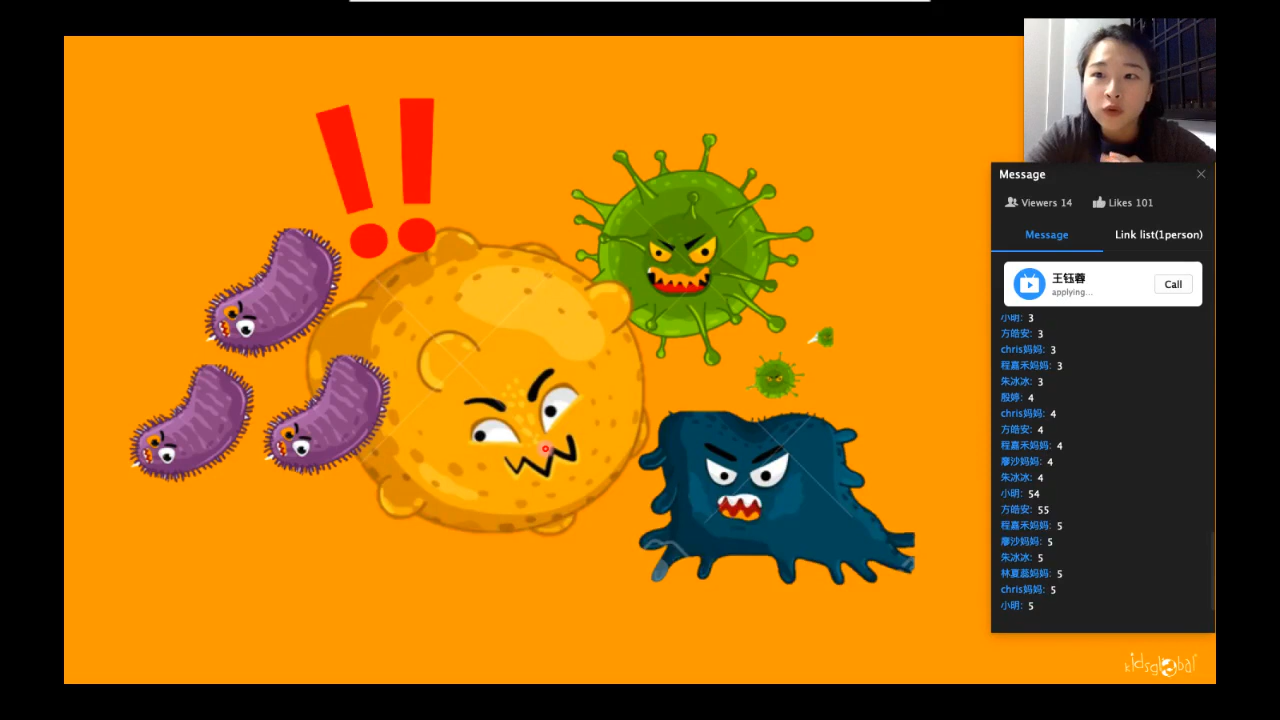 !!
Message
Viewers 14
Likes 101
Message
Link list(1person)
王钰蓉
applying...
Call
小明: 3
方皓安: 3
chris妈妈: 3
程嘉禾妈妈: 3
朱冰冰: 3
殷婷: 4
chris妈妈: 4
方皓安: 4
程嘉禾妈妈: 4
廖沙妈妈: 4
朱冰冰: 4
小明: 54
方皓安: 55
程嘉禾妈妈: 5
廖沙妈妈: 5
朱冰冰: 5
林夏蕊妈妈: 5
chris妈妈: 5
小明: 5
kidsglobal